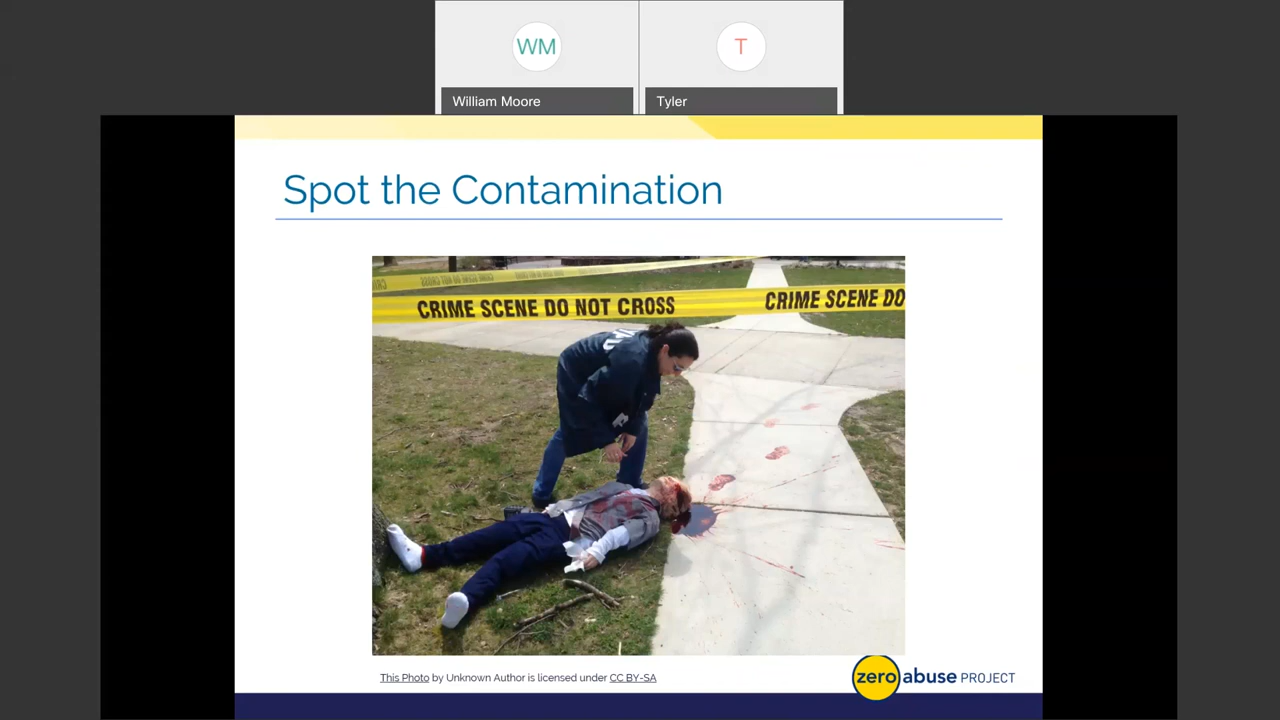 WM
T
William Moore
Tyler
Spot the Contamination
CRIME SCENE DO NOT CROSS
CRIME SCENE DO
This Photo by Unknown Author is licensed under CC BY-SA
zero abuse PROJECT